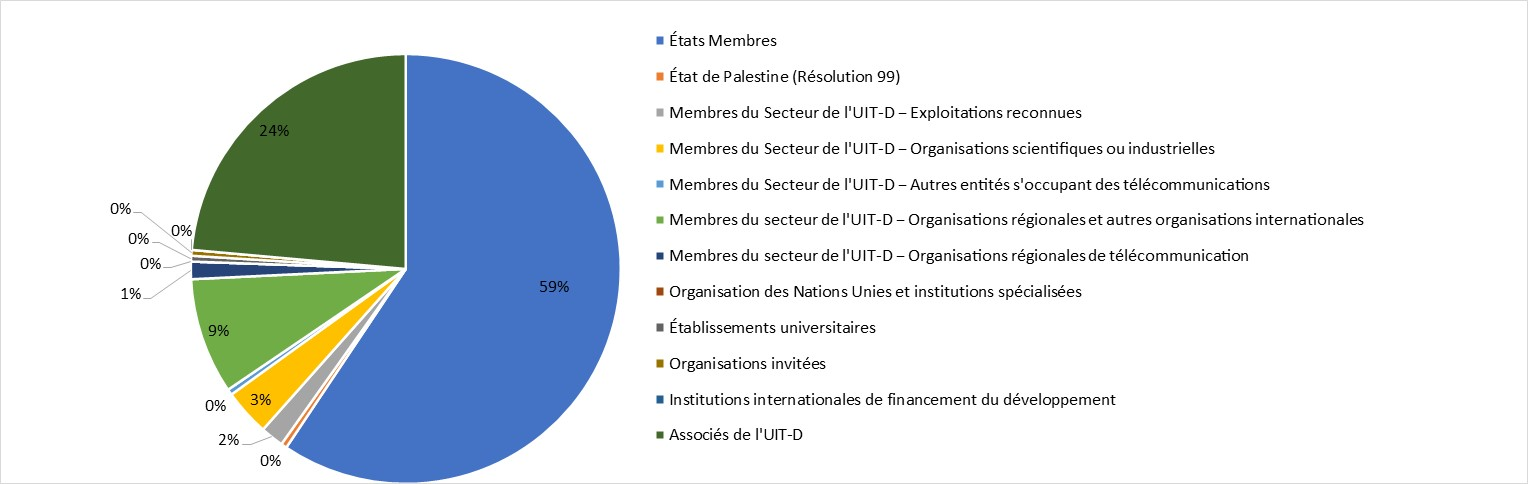 24%
0%
0%
0%
0%
1%
9%
0%
3%
2%
0%
59%
États Membres
État de Palestine (Résolution 99)
Membres du Secteur de l'UIT-D – Exploitations reconnues
Membres du Secteur de l'UIT-D – Organisations scientifiques ou industrielles
Membres du Secteur de l'UIT-D – Autres entités s'occupant des télécommunications
Membres du secteur de l'UIT-D – Organisations régionales et autres organisations internationales
Membres du secteur de l'UIT-D – Organisations régionales de télécommunication
Organisation des Nations Unies et institutions spécialisées
Établissements universitaires
Organisations invitées
Institutions internationales de financement du développement
Associés de l'UIT-D